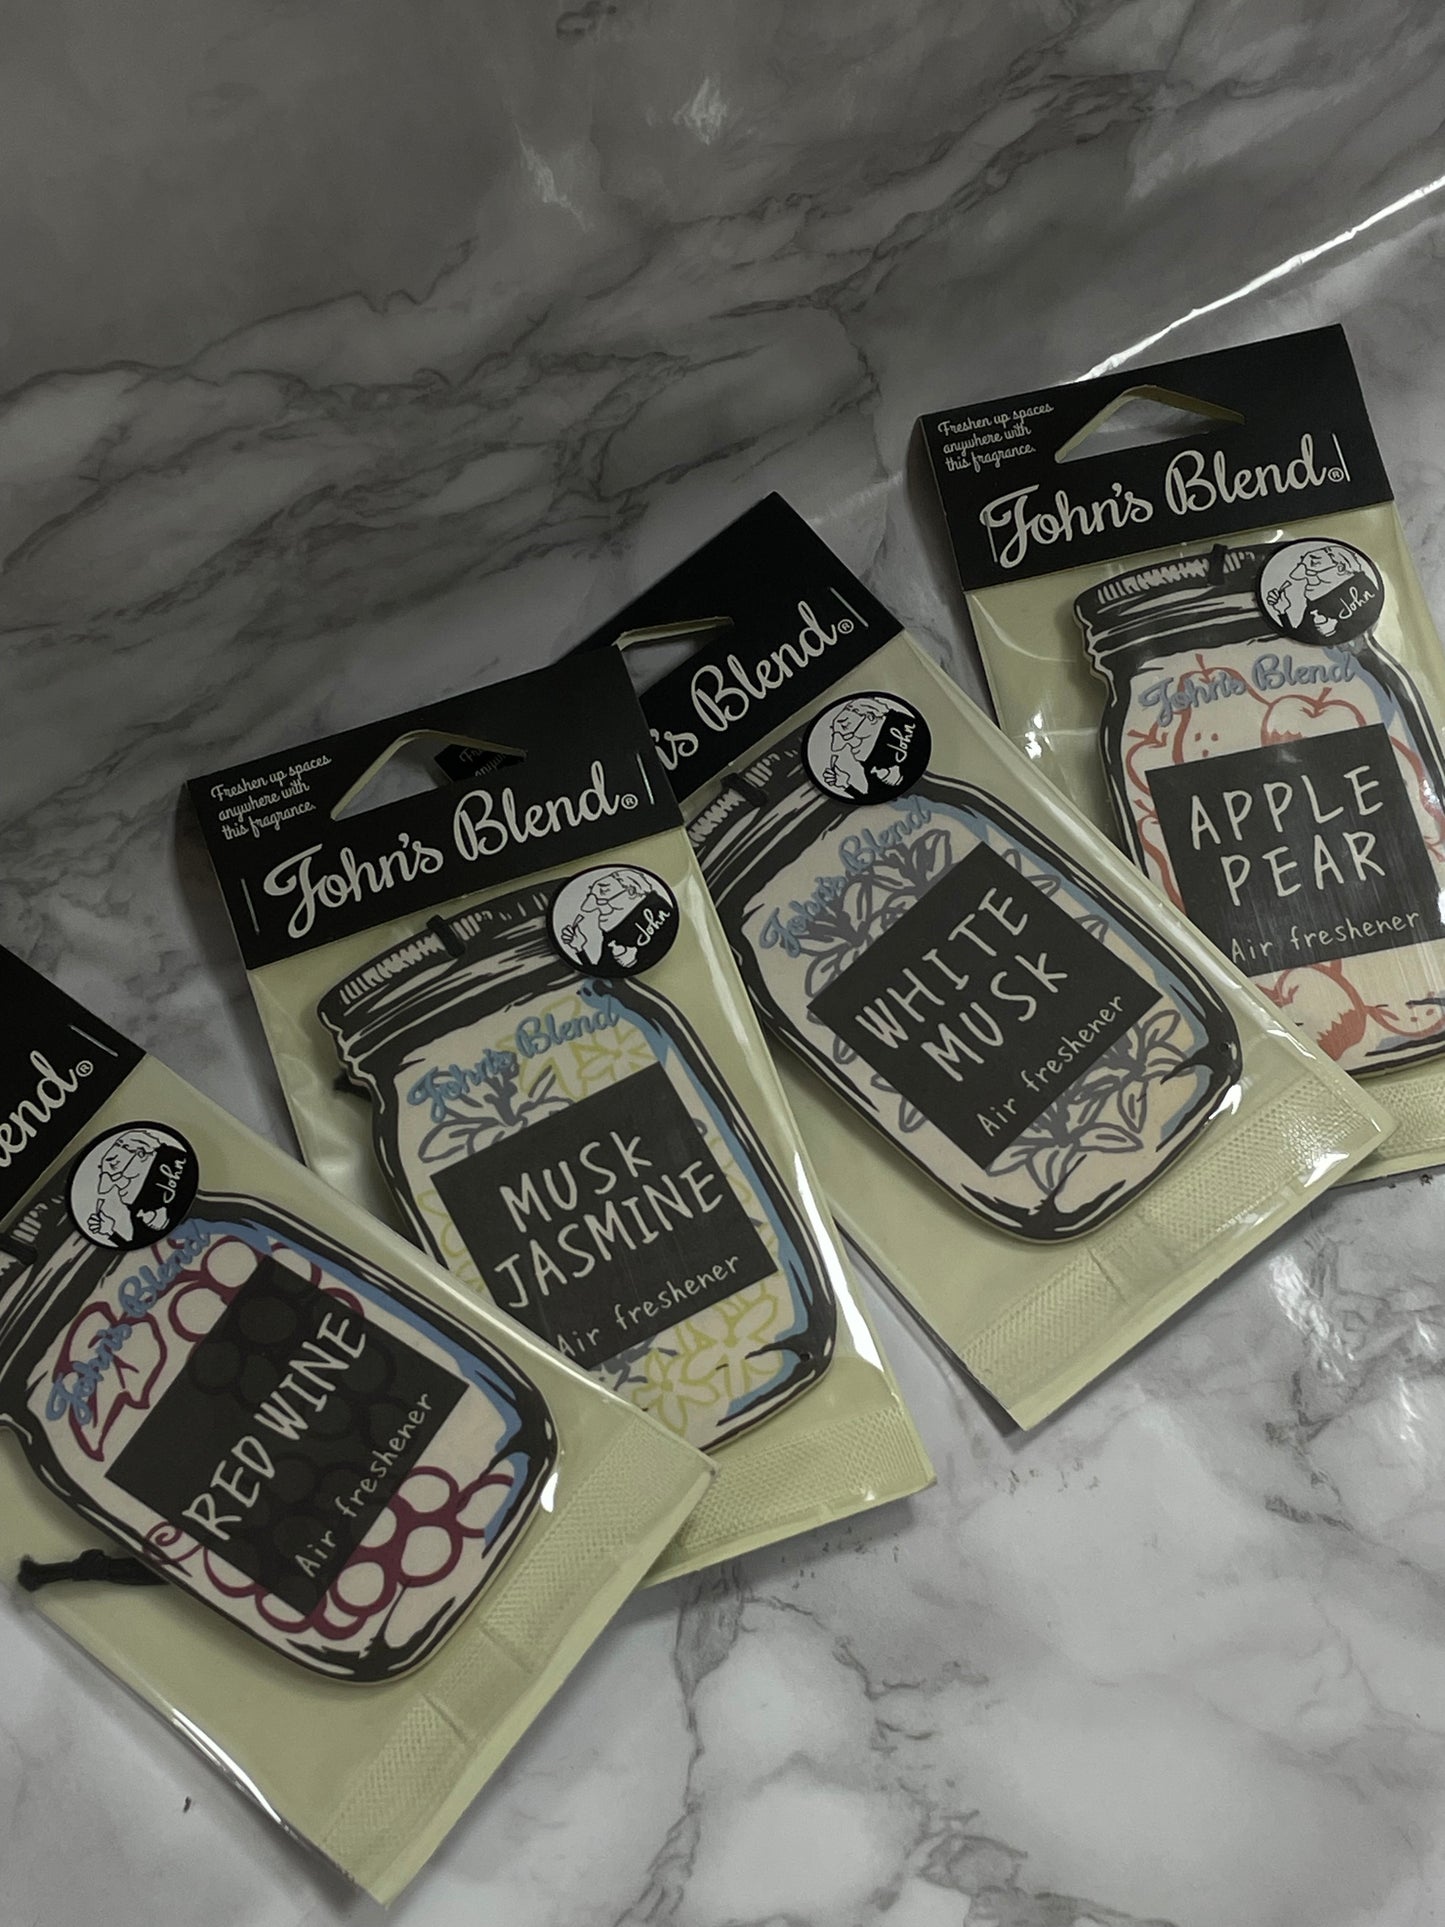 Freshen up spaces
anywhere with
this fragrance.
John's Blend®
John
John's Blend
APPLE
PEAR
Air freshener
's Blend®
John
John's Blend
WHITE
MUSK
Air freshener
Freshen up spaces
anywhere with
this fragrance.
John's Blend®
John
John's Blend
MUSK
JASMINE
Air freshener
lend®
John
John's Blend
RED WINE
Air freshener